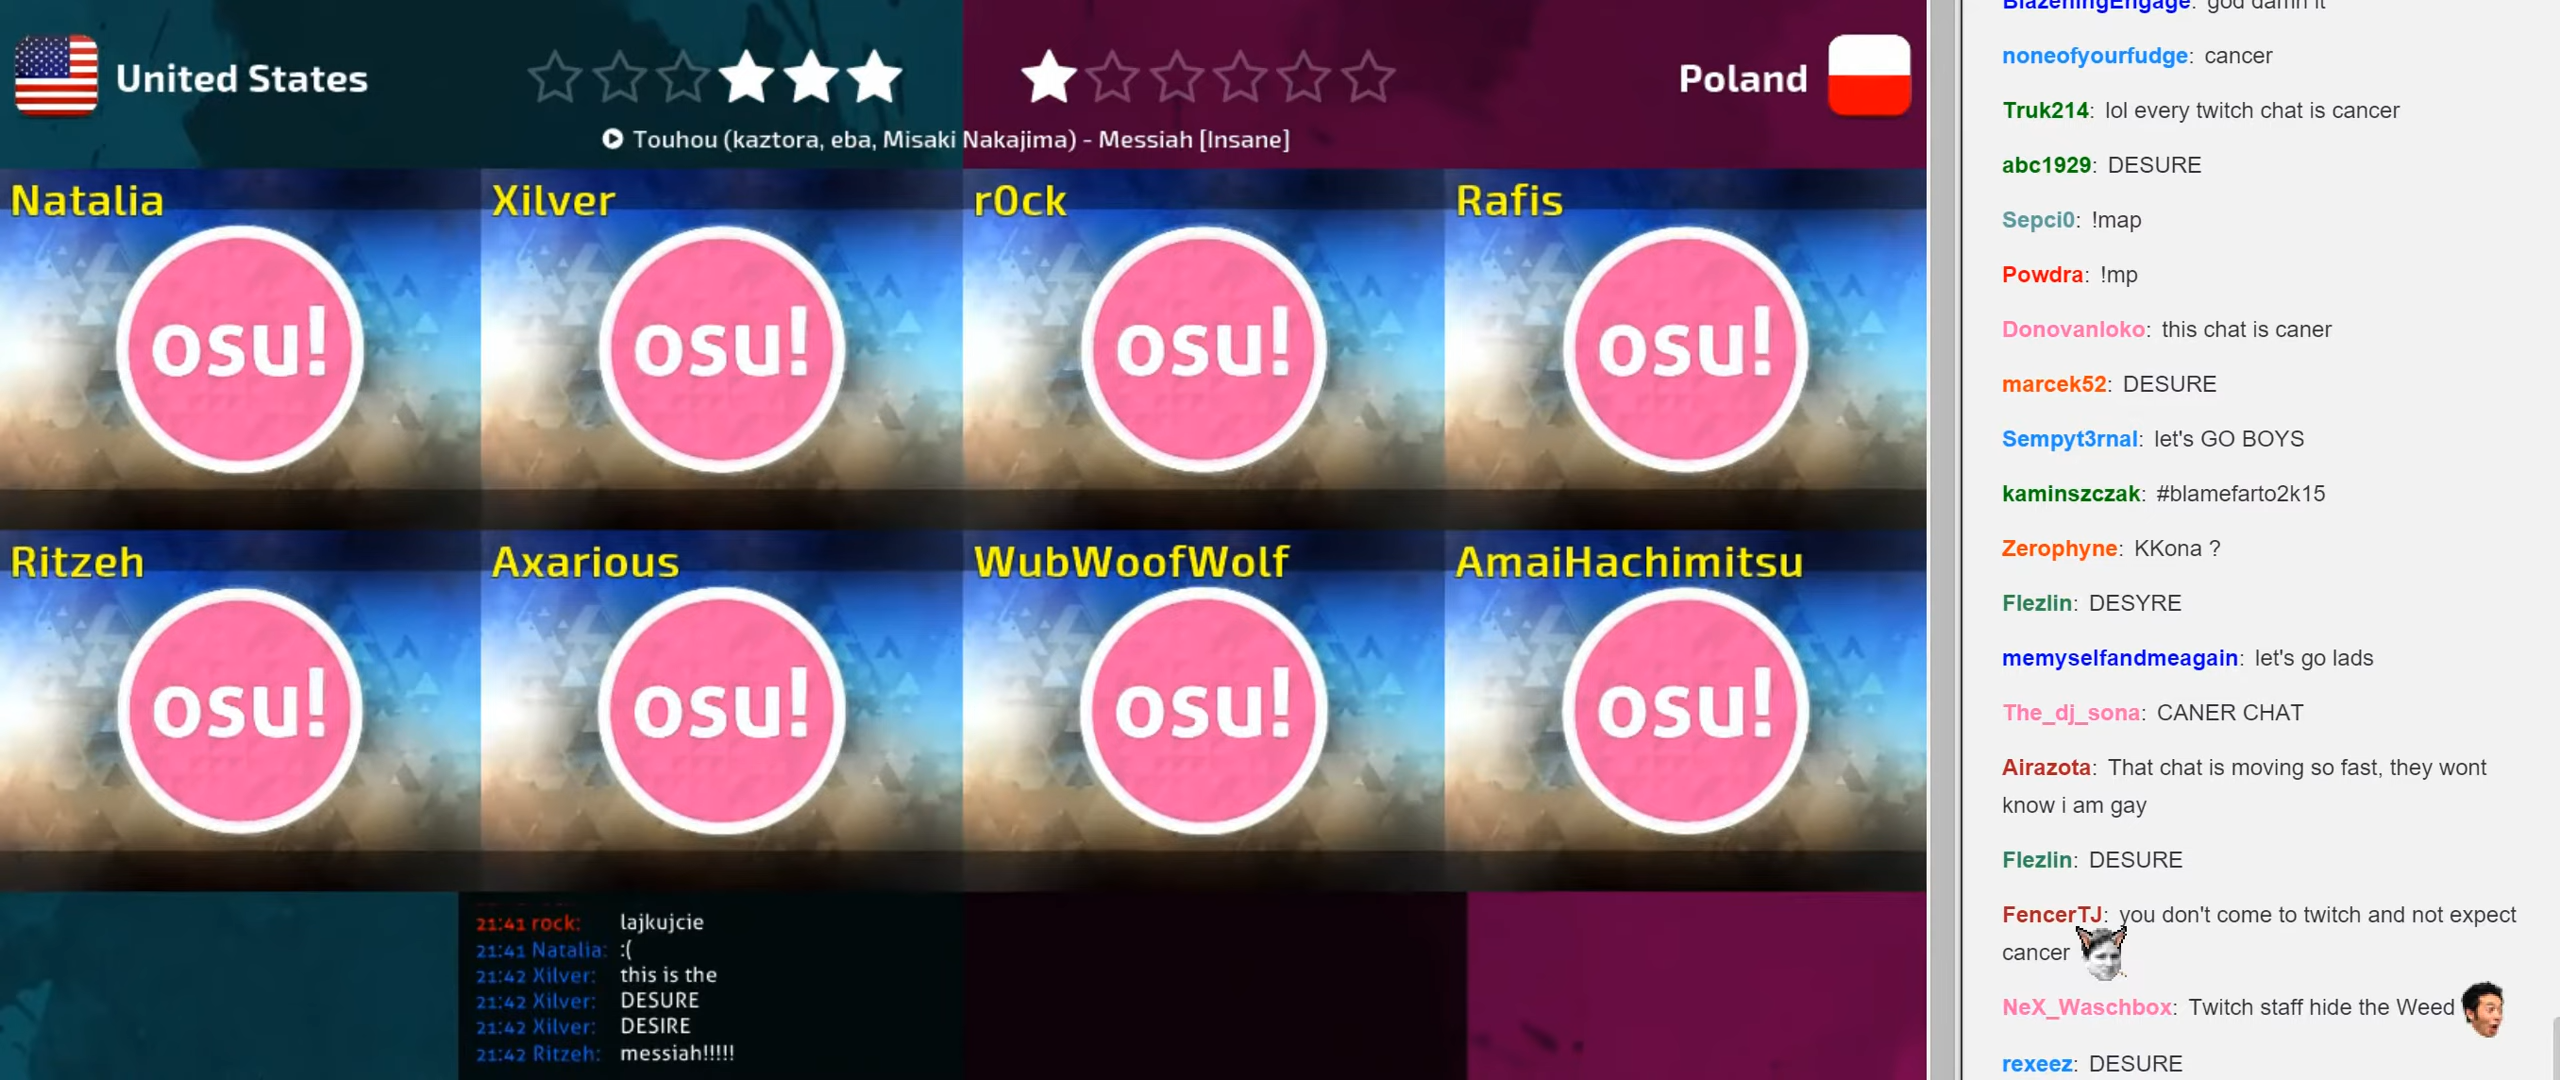 United States
Poland
Touhou (kaztora, eba, Misaki Nakajima) - Messiah [Insane]
Natalia
Xilver
r0ck
Rafis
osu!
osu!
osu!
osu!
Ritzeh
Axarious
WubWoofWolf
AmaiHachimitsu
osu!
osu!
osu!
osu!
21:41 rock: lajkujcie
21:41 Natalia: :(
21:42 Xilver: this is the
21:42 Xilver: DESURE
21:42 Xilver: DESIRE
21:42 Ritzeh: messiah!!!!!
BlazeningEngage: god damn it
noneofyourfudge: cancer
Truk214: lol every twitch chat is cancer
abc1929: DESURE
Sepci0: !map
Powdra: !mp
Donovanloko: this chat is caner
marcek52: DESURE
Sempyt3rnal: let's GO BOYS
kaminszczak: #blamefarto2k15
Zerophyne: KKona ?
Flezlin: DESYRE
memyselfandmeagain: let's go lads
The_dj_sona: CANER CHAT
Airazota: That chat is moving so fast, they wont
know i am gay
Flezlin: DESURE
FencerTJ: you don't come to twitch and not expect
cancer
NeX_Waschbox: Twitch staff hide the Weed
rexeez: DESURE